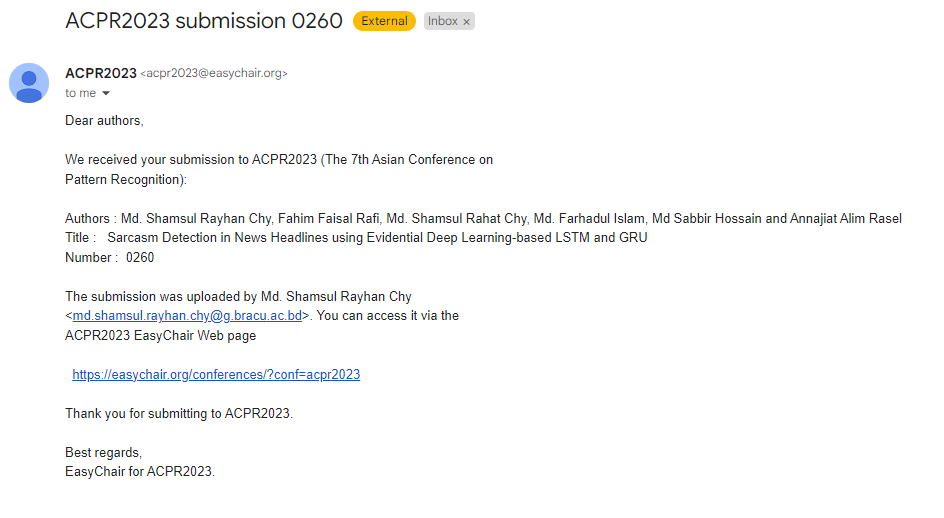 ACPR2023 submission 0260 External Inbox ×
ACPR2023 <acpr2023@easychair.org>
to me
Dear authors,
We received your submission to ACPR2023 (The 7th Asian Conference on
Pattern Recognition):
Authors : Md. Shamsul Rayhan Chy, Fahim Faisal Rafi, Md. Shamsul Rahat Chy, Md. Farhadul Islam, Md Sabbir Hossain and Annajiat Alim Rasel
Title :   Sarcasm Detection in News Headlines using Evidential Deep Learning-based LSTM and GRU
Number :  0260
The submission was uploaded by Md. Shamsul Rayhan Chy
<md.shamsul.rayhan.chy@g.bracu.ac.bd>. You can access it via the
ACPR2023 EasyChair Web page
https://easychair.org/conferences/?conf=acpr2023
Thank you for submitting to ACPR2023.
Best regards,
EasyChair for ACPR2023.